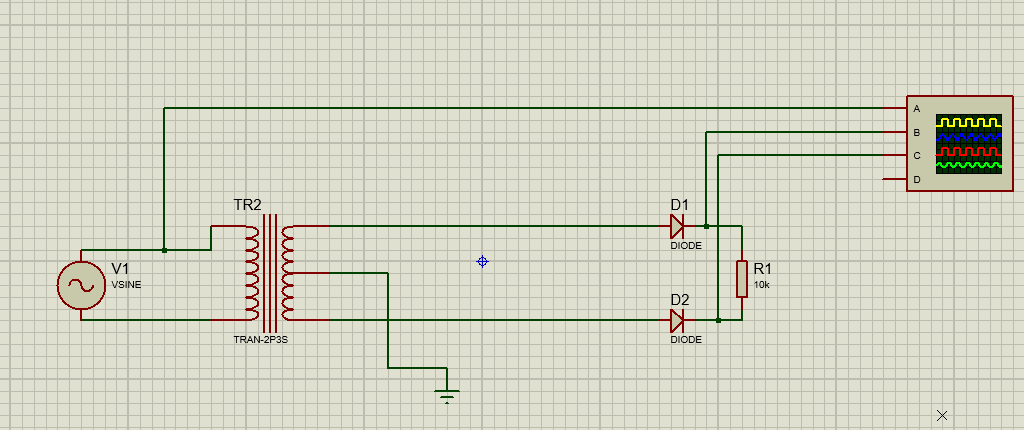 A
B
C
D
TR2
D1
DIODE
V1
VSINE
R1
10k
D2
TRAN-2P3S
DIODE